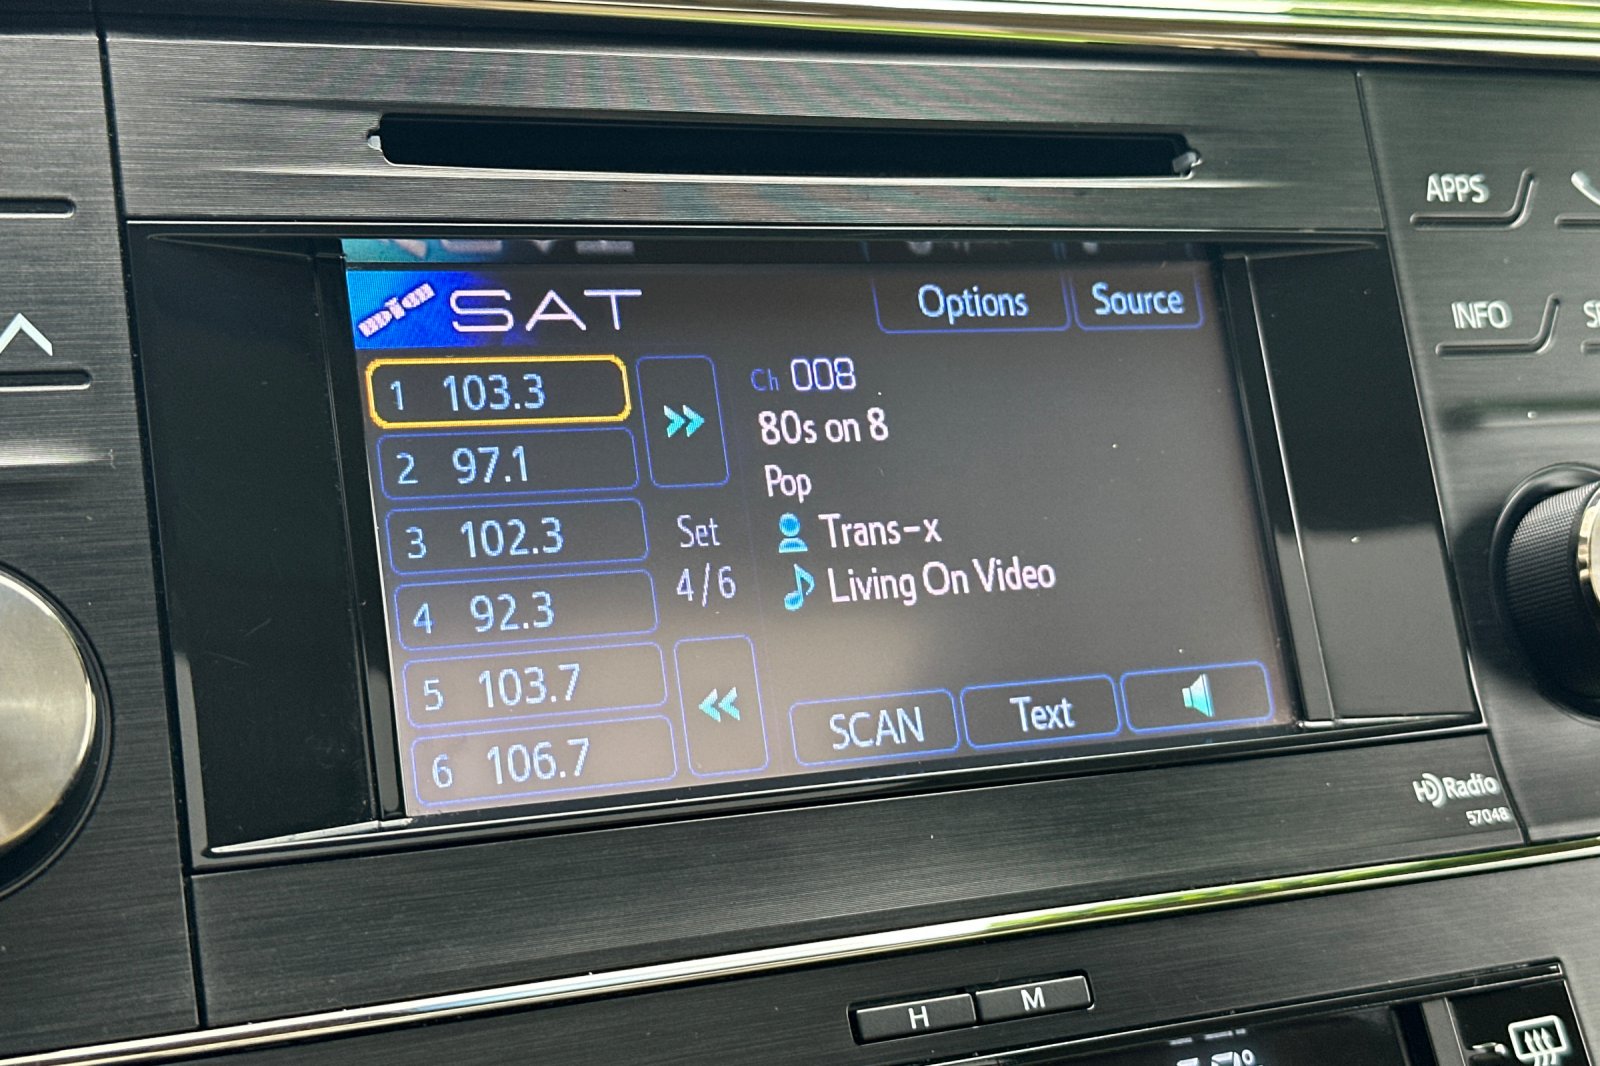 APPS
INFO
SAT
Options
Source
1 103.3
2 97.1
3 102.3
4 92.3
5 103.7
6 106.7
Set
4/6
Ch 008
80s on 8
Pop
Trans-x
Living On Video
SCAN
Text
HD Radio
57048
H
M